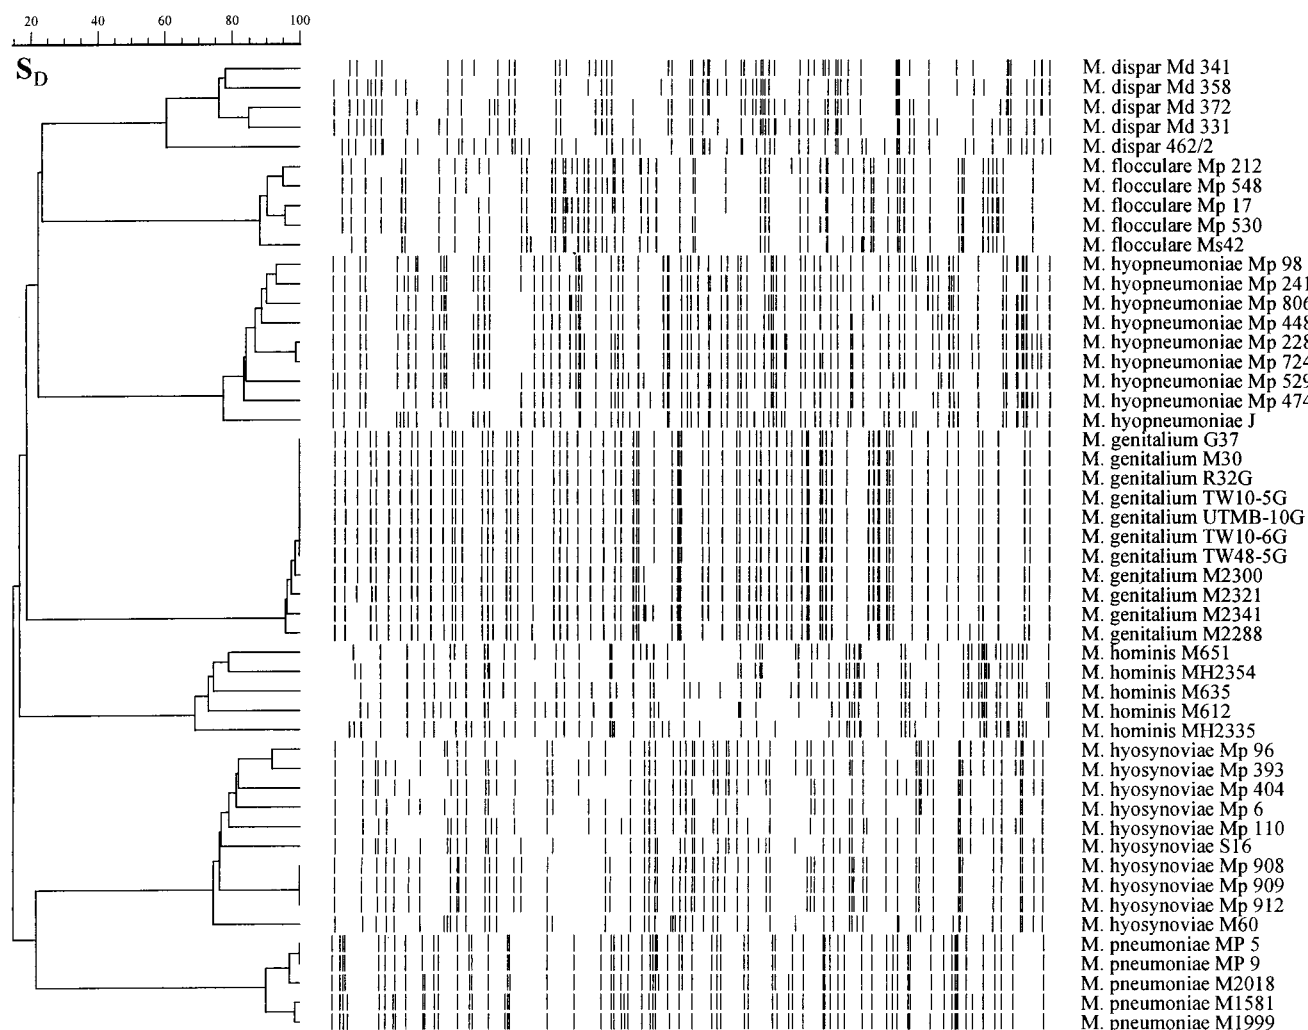 20 40 60 80 100
SD
M. dispar Md 341
M. dispar Md 358
M. dispar Md 372
M. dispar Md 331
M. dispar 462/2
M. flocculare Mp 212
M. flocculare Mp 548
M. flocculare Mp 17
M. flocculare Mp 530
M. flocculare Ms42
M. hyopneumoniae Mp 98
M. hyopneumoniae Mp 241
M. hyopneumoniae Mp 806
M. hyopneumoniae Mp 448
M. hyopneumoniae Mp 228
M. hyopneumoniae Mp 724
M. hyopneumoniae Mp 529
M. hyopneumoniae Mp 474
M. hyopneumoniae J
M. genitalium G37
M. genitalium M30
M. genitalium R32G
M. genitalium TW10-5G
M. genitalium UTMB-10G
M. genitalium TW10-6G
M. genitalium TW48-5G
M. genitalium M2300
M. genitalium M2321
M. genitalium M2341
M. genitalium M2288
M. hominis M651
M. hominis MH2354
M. hominis M635
M. hominis M612
M. hominis MH2335
M. hyosynoviae Mp 96
M. hyosynoviae Mp 393
M. hyosynoviae Mp 404
M. hyosynoviae Mp 6
M. hyosynoviae Mp 110
M. hyosynoviae S16
M. hyosynoviae Mp 908
M. hyosynoviae Mp 909
M. hyosynoviae Mp 912
M. hyosynoviae M60
M. pneumoniae MP 5
M. pneumoniae MP 9
M. pneumoniae M2018
M. pneumoniae M1581
M. pneumoniae M1999